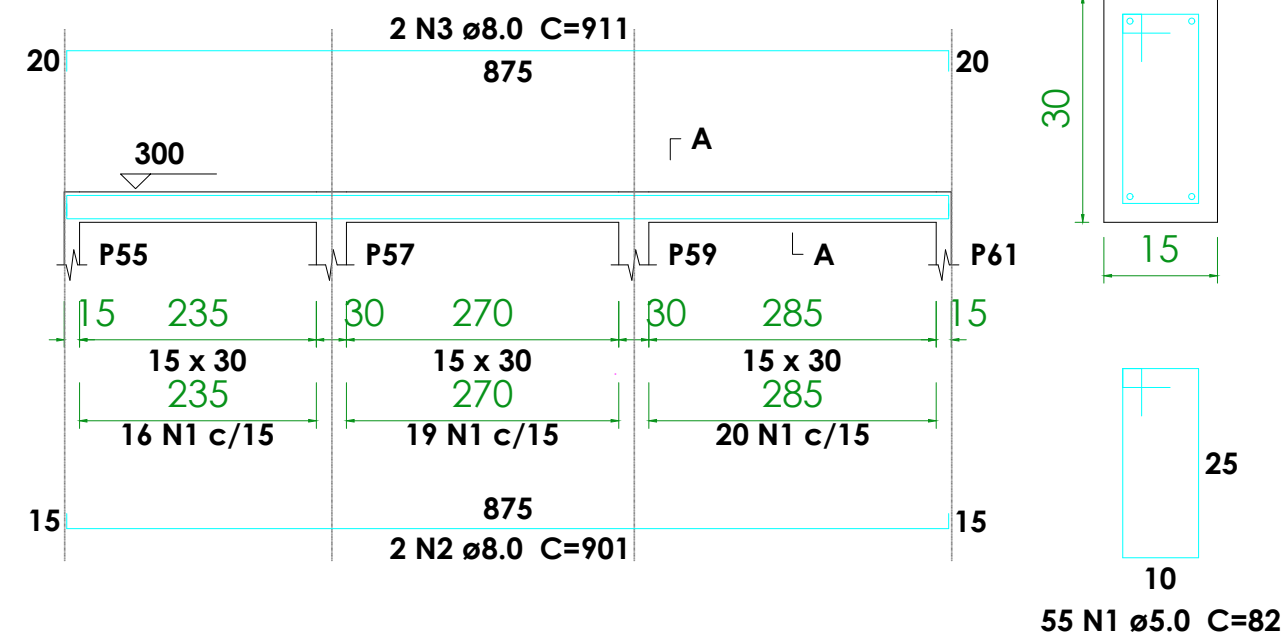 2 N3 ø8.0 C=911
20 875 20
300
A
P55 P57 P59 A P61
15 235 30 270 30 285 15
15 x 30 15 x 30 15 x 30
235 270 285
16 N1 c/15 19 N1 c/15 20 N1 c/15
15 875 15
2 N2 ø8.0 C=901
30
15
25
10
55 N1 ø5.0 C=82